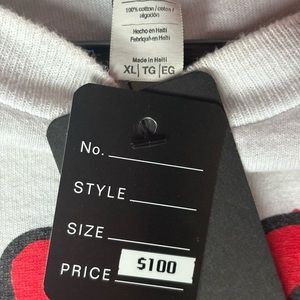 100% cotton / coton /
algodón
Hecho en Haiti
Fabriqué en Haïti
Made in Haiti
XL | TG | EG
No.
STYLE
SIZE
PRICE $100